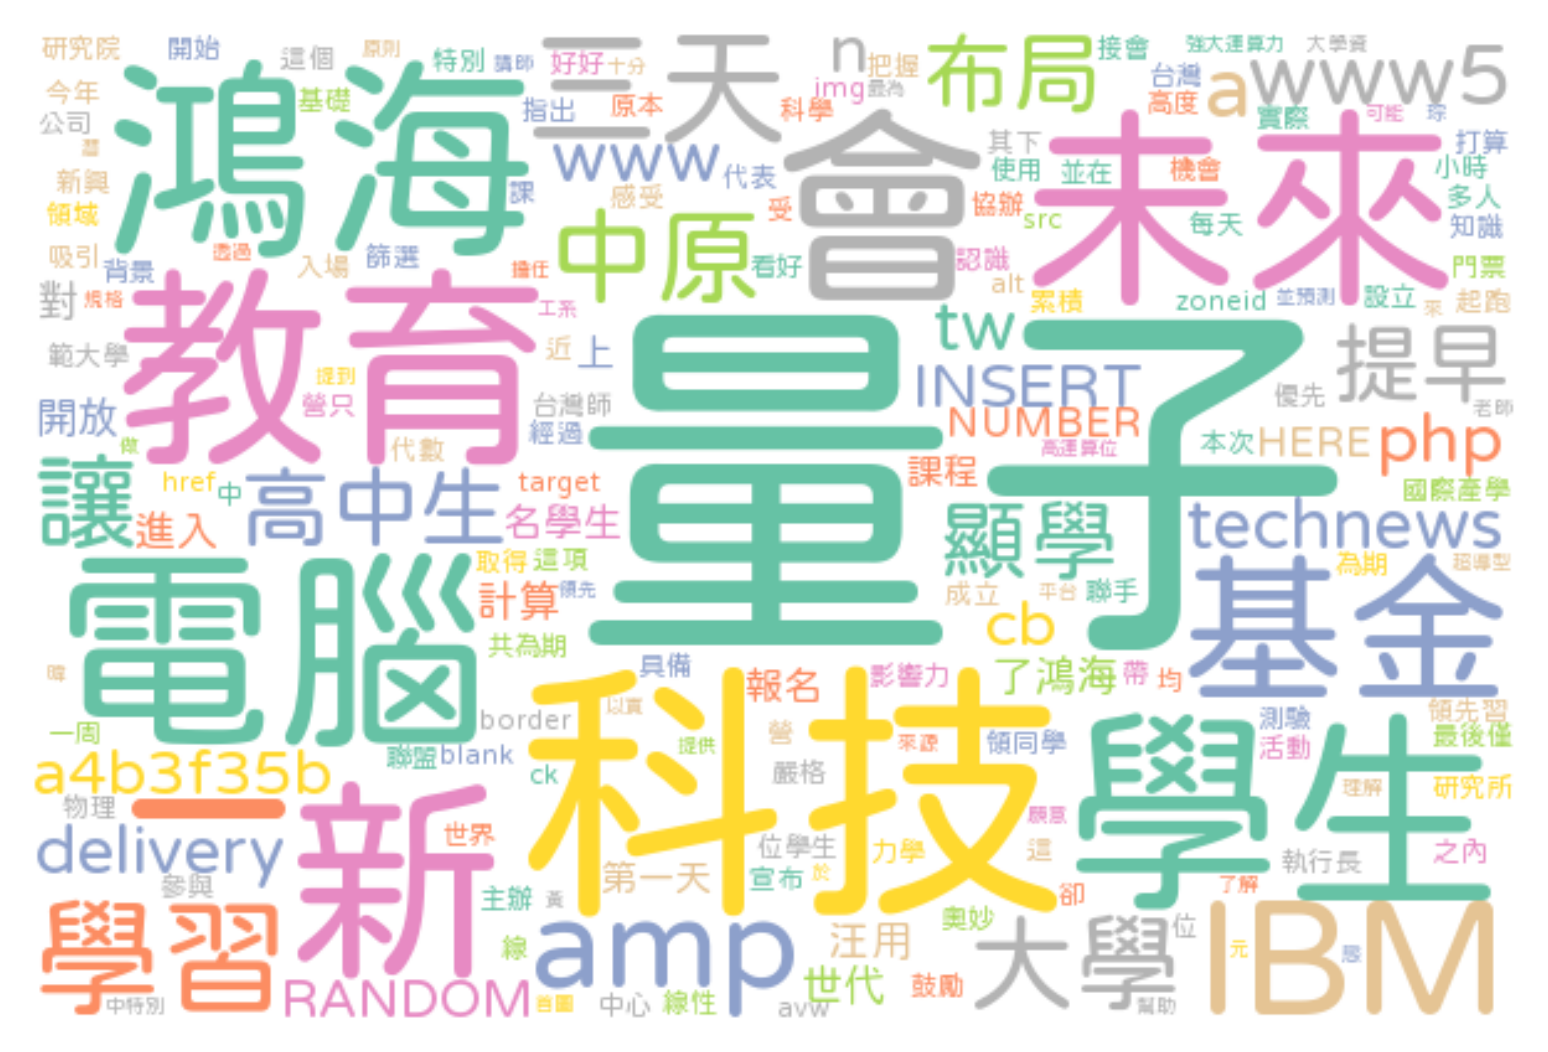 研究院 開始 這個 原則 特別 講師 三天 好好 十分 n 把握 布局 接會 強大運算力 大學資
今年 鴻海 基礎 指出 原本 img 最為 科學 台灣 高度 a www5
公司 會 實際 可能 琮 打算
新興 課 www 代表 其下 使用 並在 未來 機會 小時
領域 感受 受 協辦 src 每天 多人 知識
吸引 背景 透過 入場 篩選 擔任 中原 看好 認識 門票
對 規格 教育 工系 alt 累積 zoneid 並預測 設立 來 起跑
範大學 提到 近 上 量子 tw 提早
開放 營只 台灣師 INSERT 優先 老師
做 代數 經過 NUMBER 高運算位 本次 HERE php
讓 href 中 高中生 target 課程 國際產學
進入 名學生 顯學 technews
電腦 取得 這項 為期 超導型
計算 領先 成立 平台 聯手 基金
共為期 cb
暐 具備 報名 影響力 了鴻海 帶 均
一周 border 以實 科技 營 提供 來源 領同學 測驗 領先習
a4b3f35b 聯盟 blank ck 嚴格 學生 活動 最後僅
物理 一 新 世界 願意 理解 研究所
delivery 位學生 力學 這 執行長 之內
參與 主辦 黃 第一天 宣布 於 卻 了解
學習 線 amp 汪用 奧妙 大學 位 IBM
中特別 RANDOM 首圖 中心 線性 avw 世代 鼓勵 幫助 元 態